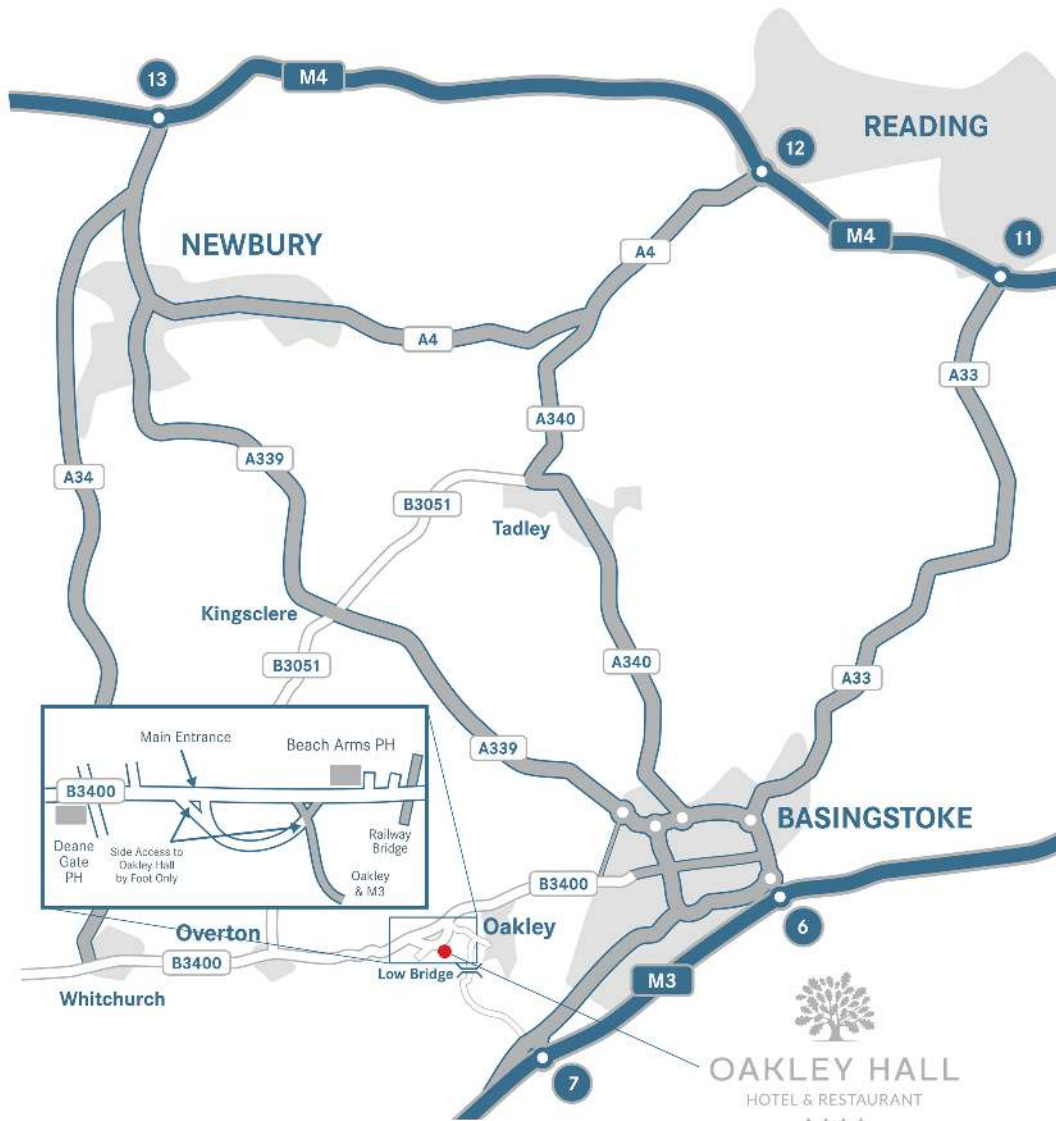 13
M4
READING
12
M4
11
NEWBURY
A4
A4
A33
A340
A339
A34
B3051
Tadley
Kingsclere
B3051
A340
A33
A339
Main Entrance
Beach Arms PH
B3400
Deane
Gate
PH
Side Access to
Oakley Hall
by Foot Only
Railway
Bridge
Oakley
& M3
BASINGSTOKE
B3400
6
Overton
Oakley
B3400
Low Bridge
Whitchurch
M3
7
OAKLEY HALL
HOTEL & RESTAURANT